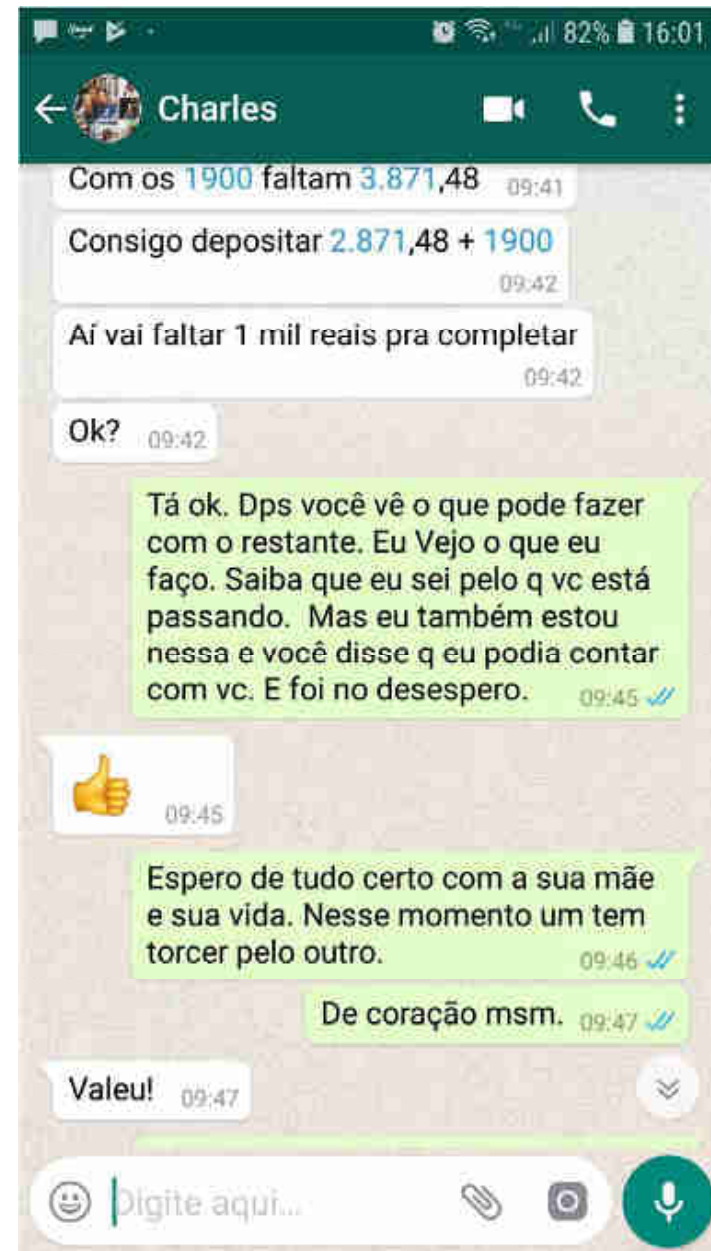 82% 16:01
Charles
Com os 1900 faltam 3.871,48 09:41
Consigo depositar 2.871,48 + 1900
09:42
Aí vai faltar 1 mil reais pra completar
09:42
Ok? 09:42
Tá ok. Dps você vê o que pode fazer
com o restante. Eu Vejo o que eu
faço. Saiba que eu sei pelo q vc está
passando. Mas eu também estou
nessa e você disse q eu podia contar
com vc. E foi no desespero. 09:45
09:45
Espero de tudo certo com a sua mãe
e sua vida. Nesse momento um tem
torcer pelo outro. 09:46
De coração msm. 09:47
Valeu! 09:47
Digite aqui...